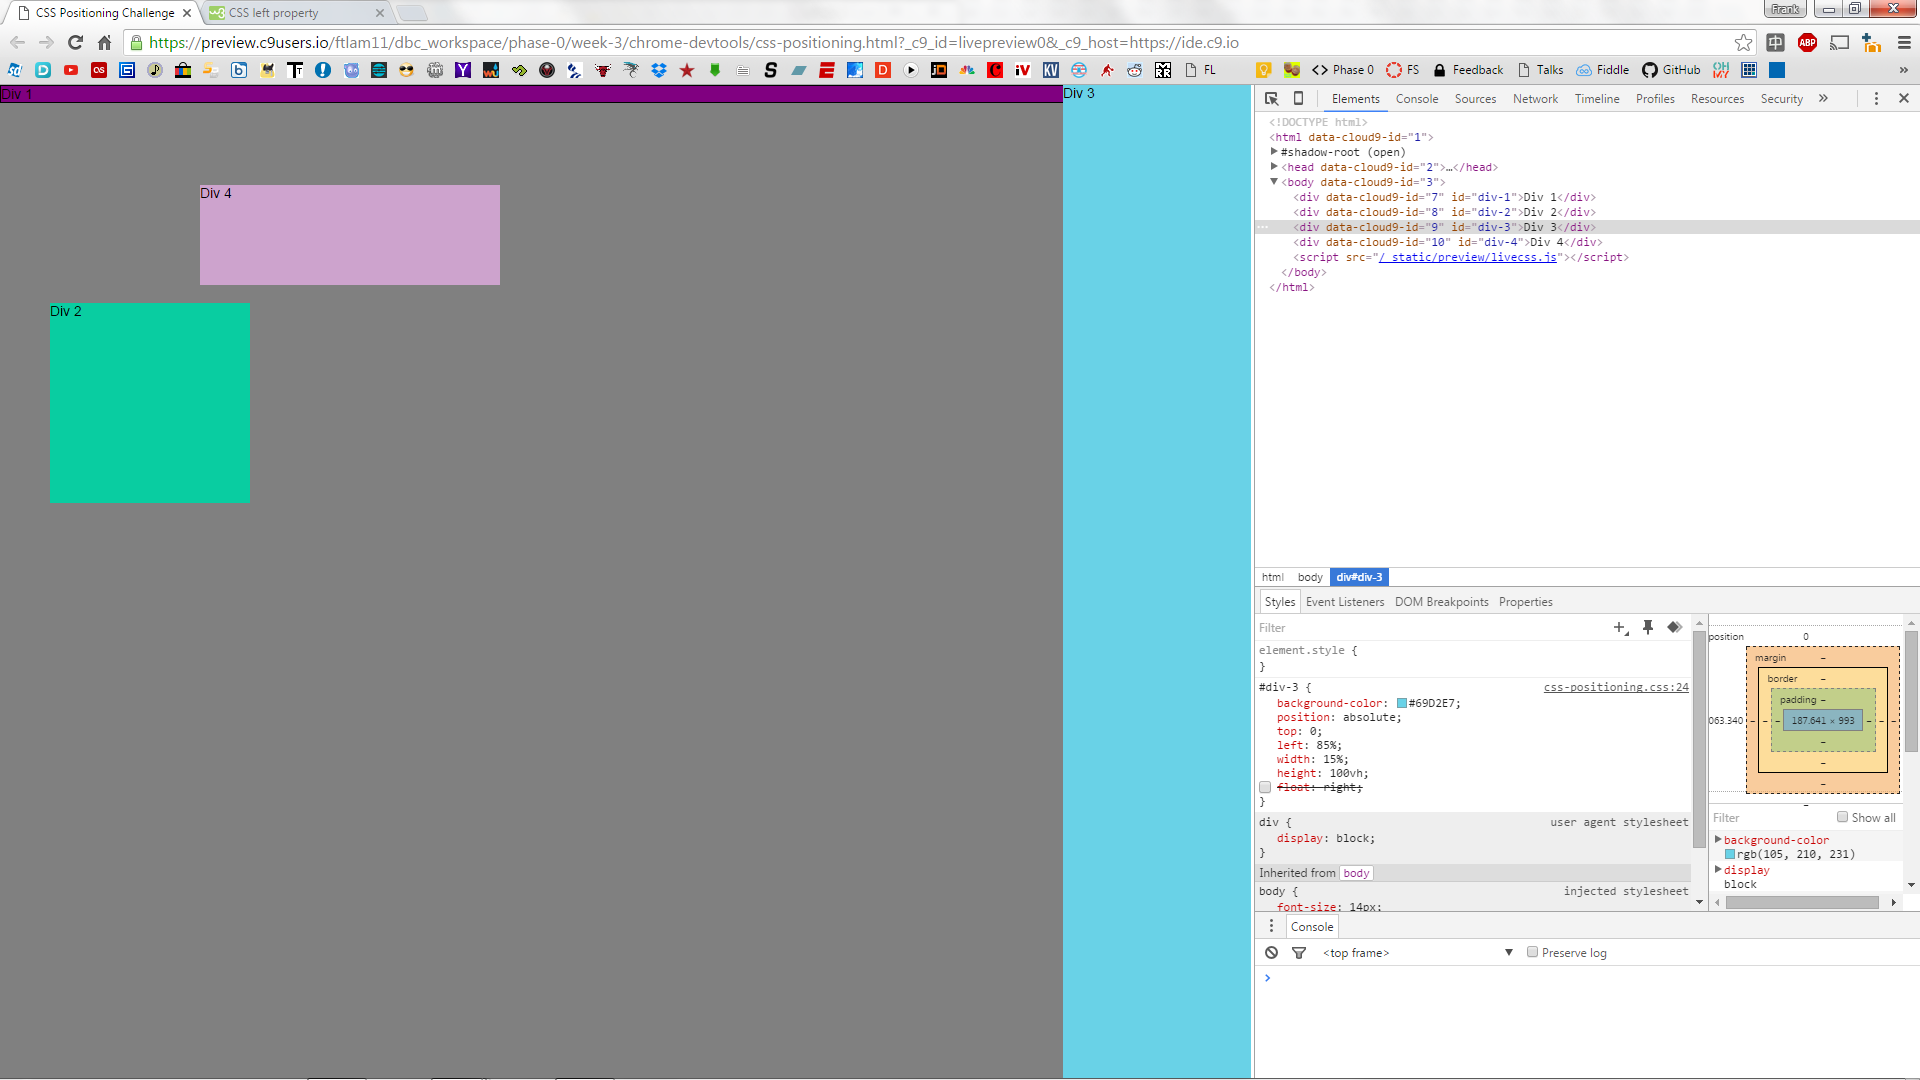 CSS Positioning Challenge
CSS left property
Frank
https://preview.c9users.io/ftlam11/dbc_workspace/phase-0/week-3/chrome-devtools/css-positioning.html?_c9_id=livepreview0&_c9_host=https://ide.c9.io
FL
<> Phase 0
FS
Feedback
Talks
Fiddle
GitHub
Div 1
Div 3
Div 4
Div 2
Elements Console Sources Network Timeline Profiles Resources Security
<!DOCTYPE html>
<html data-cloud9-id="1">
#shadow-root (open)
<head data-cloud9-id="2">…</head>
<body data-cloud9-id="3">
<div data-cloud9-id="7" id="div-1">Div 1</div>
<div data-cloud9-id="8" id="div-2">Div 2</div>
<div data-cloud9-id="9" id="div-3">Div 3</div>
<div data-cloud9-id="10" id="div-4">Div 4</div>
<script src="/_static/preview/livecss.js"></script>
</body>
</html>
html body div#div-3
Styles Event Listeners DOM Breakpoints Properties
Filter
element.style {
}
#div-3 { css-positioning.css:24
background-color: #69D2E7;
position: absolute;
top: 0;
left: 85%;
width: 15%;
height: 100vh;
float: right;
}
div { user agent stylesheet
display: block;
}
Inherited from body
body { injected stylesheet
font-size: 14px;
position 0
margin –
border –
padding –
063.340 – – – 187.641 × 993 – – –
–
–
–
–
Filter Show all
background-color
rgb(105, 210, 231)
display
block
Console
<top frame> Preserve log